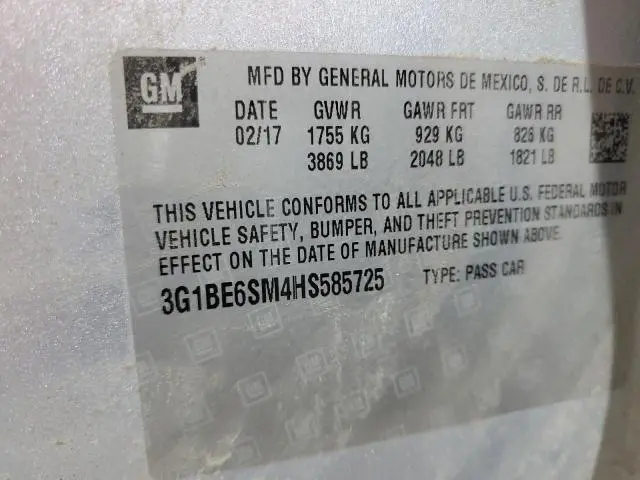 GM
MFD BY GENERAL MOTORS DE MEXICO, S. DE R.L. DE C.V.
DATE GVWR GAWR FRT GAWR RR
02/17 1755 KG 929 KG 826 KG
3869 LB 2048 LB 1821 LB
THIS VEHICLE CONFORMS TO ALL APPLICABLE U.S. FEDERAL MOTOR
VEHICLE SAFETY, BUMPER, AND THEFT PREVENTION STANDARDS IN
EFFECT ON THE DATE OF MANUFACTURE SHOWN ABOVE.
3G1BE6SM4HS585725 TYPE: PASS CAR